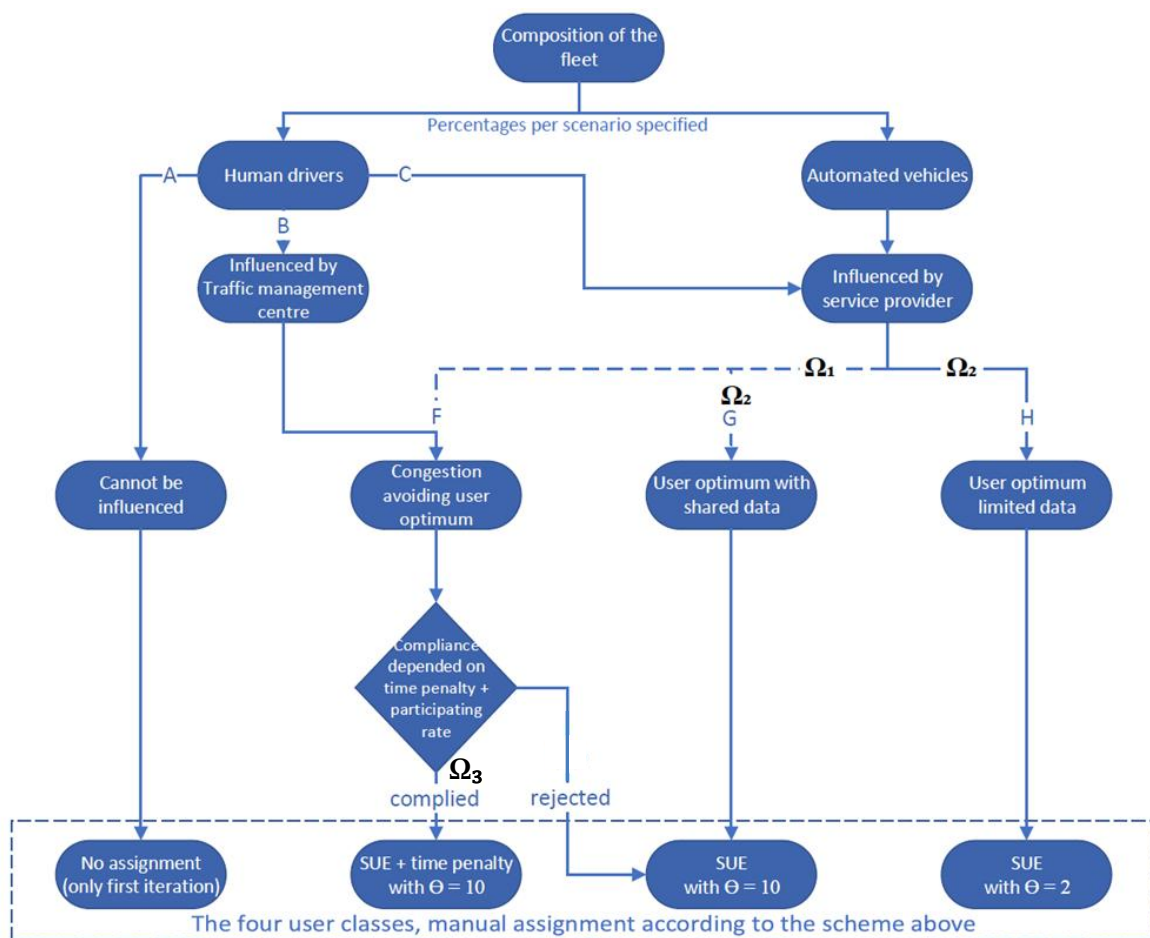 Composition of the
fleet
Percentages per scenario specified
A
Human drivers
C
Automated vehicles
B
Influenced by
Traffic management
centre
Influenced by
service provider
Ω₁
Ω₂
Ω₂
F
G
H
Cannot be
influenced
Congestion
avoiding user
optimum
User optimum with
shared data
User optimum
limited data
Compliance
depended on
time penalty +
participating
rate
Ω₃
complied
rejected
No assignment
(only first iteration)
SUE + time penalty
with Θ = 10
SUE
with Θ = 10
SUE
with Θ = 2
The four user classes, manual assignment according to the scheme above